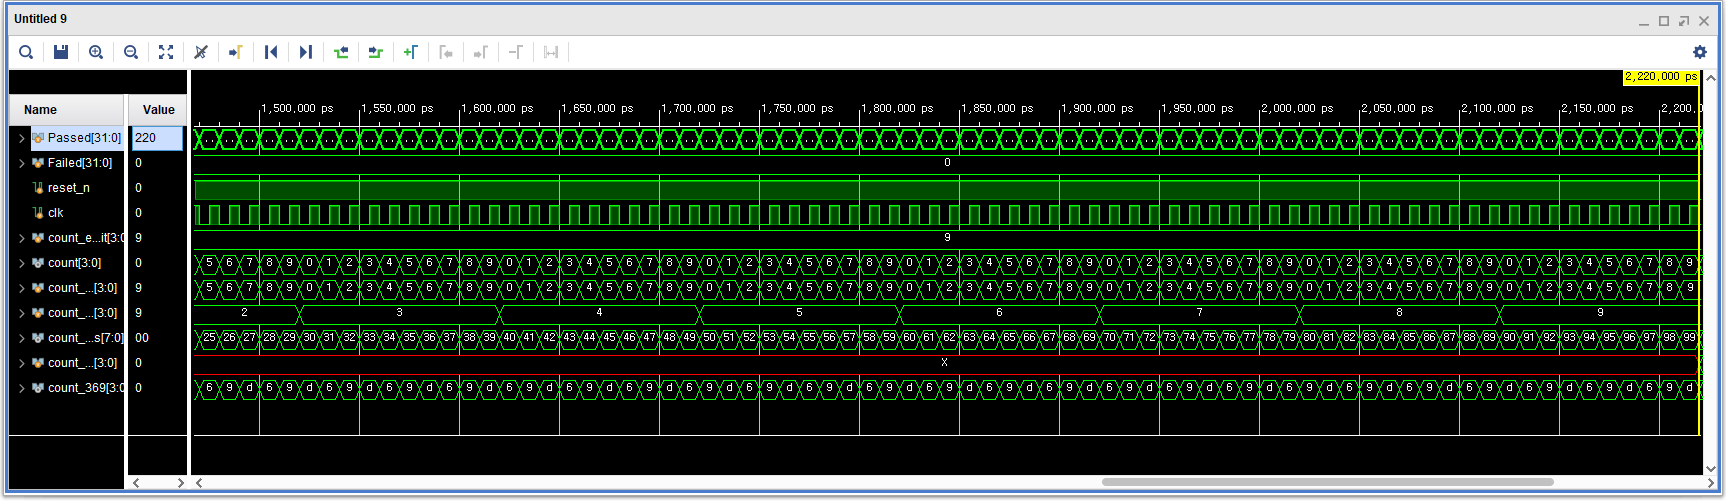 Untitled 9
2,220,000 ps
Name Value
1,500,000 ps 1,550,000 ps 1,600,000 ps 1,650,000 ps 1,700,000 ps 1,750,000 ps 1,800,000 ps 1,850,000 ps 1,900,000 ps 1,950,000 ps 2,000,000 ps 2,050,000 ps 2,100,000 ps 2,150,000 ps 2,200,0
Passed[31:0] 220
Failed[31:0] 0 0
reset_n 0
clk 0
count_e...it[3:0 9 9
count[3:0] 0 5 6 7 8 9 0 1 2 3 4 5 6 7 8 9 0 1 2 3 4 5 6 7 8 9 0 1 2 3 4 5 6 7 8 9 0 1 2 3 4 5 6 7 8 9 0 1 2 3 4 5 6 7 8 9 0 1 2 3 4 5 6 7 8 9 0 1 2 3 4 5 6 7 8 9
count_...[3:0] 9 5 6 7 8 9 0 1 2 3 4 5 6 7 8 9 0 1 2 3 4 5 6 7 8 9 0 1 2 3 4 5 6 7 8 9 0 1 2 3 4 5 6 7 8 9 0 1 2 3 4 5 6 7 8 9 0 1 2 3 4 5 6 7 8 9 0 1 2 3 4 5 6 7 8 9
count_...[3:0] 9 2 3 4 5 6 7 8 9
count_...s[7:0] 00 25 26 27 28 29 30 31 32 33 34 35 36 37 38 39 40 41 42 43 44 45 46 47 48 49 50 51 52 53 54 55 56 57 58 59 60 61 62 63 64 65 66 67 68 69 70 71 72 73 74 75 76 77 78 79 80 81 82 83 84 85 86 87 88 89 90 91 92 93 94 95 96 97 98 99
count_...[3:0] 0 X
count_369[3:0 0 6 9 d 6 9 d 6 9 d 6 9 d 6 9 d 6 9 d 6 9 d 6 9 d 6 9 d 6 9 d 6 9 d 6 9 d 6 9 d 6 9 d 6 9 d 6 9 d 6 9 d 6 9 d 6 9 d 6 9 d 6 9 d 6 9 d 6 9 d 6 9 d 6 9 d